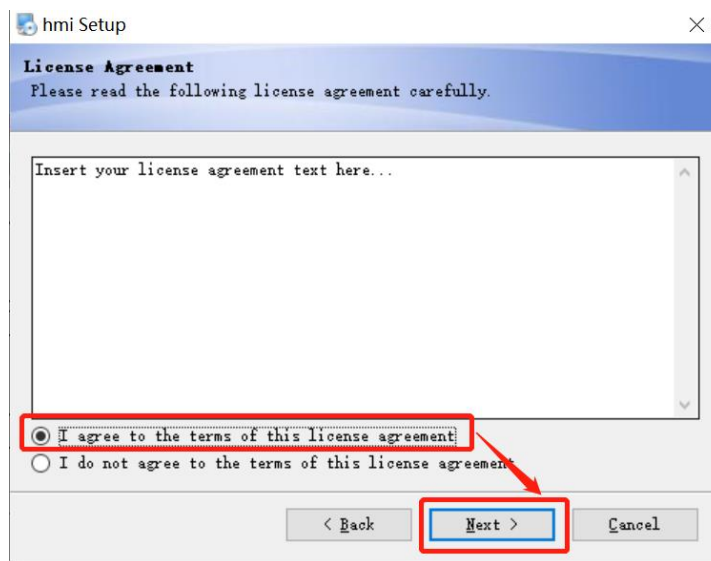 hmi Setup
License Agreement
Please read the following license agreement carefully.
Insert your license agreement text here...
I agree to the terms of this license agreement
I do not agree to the terms of this license agreement
< Back
Next >
Cancel